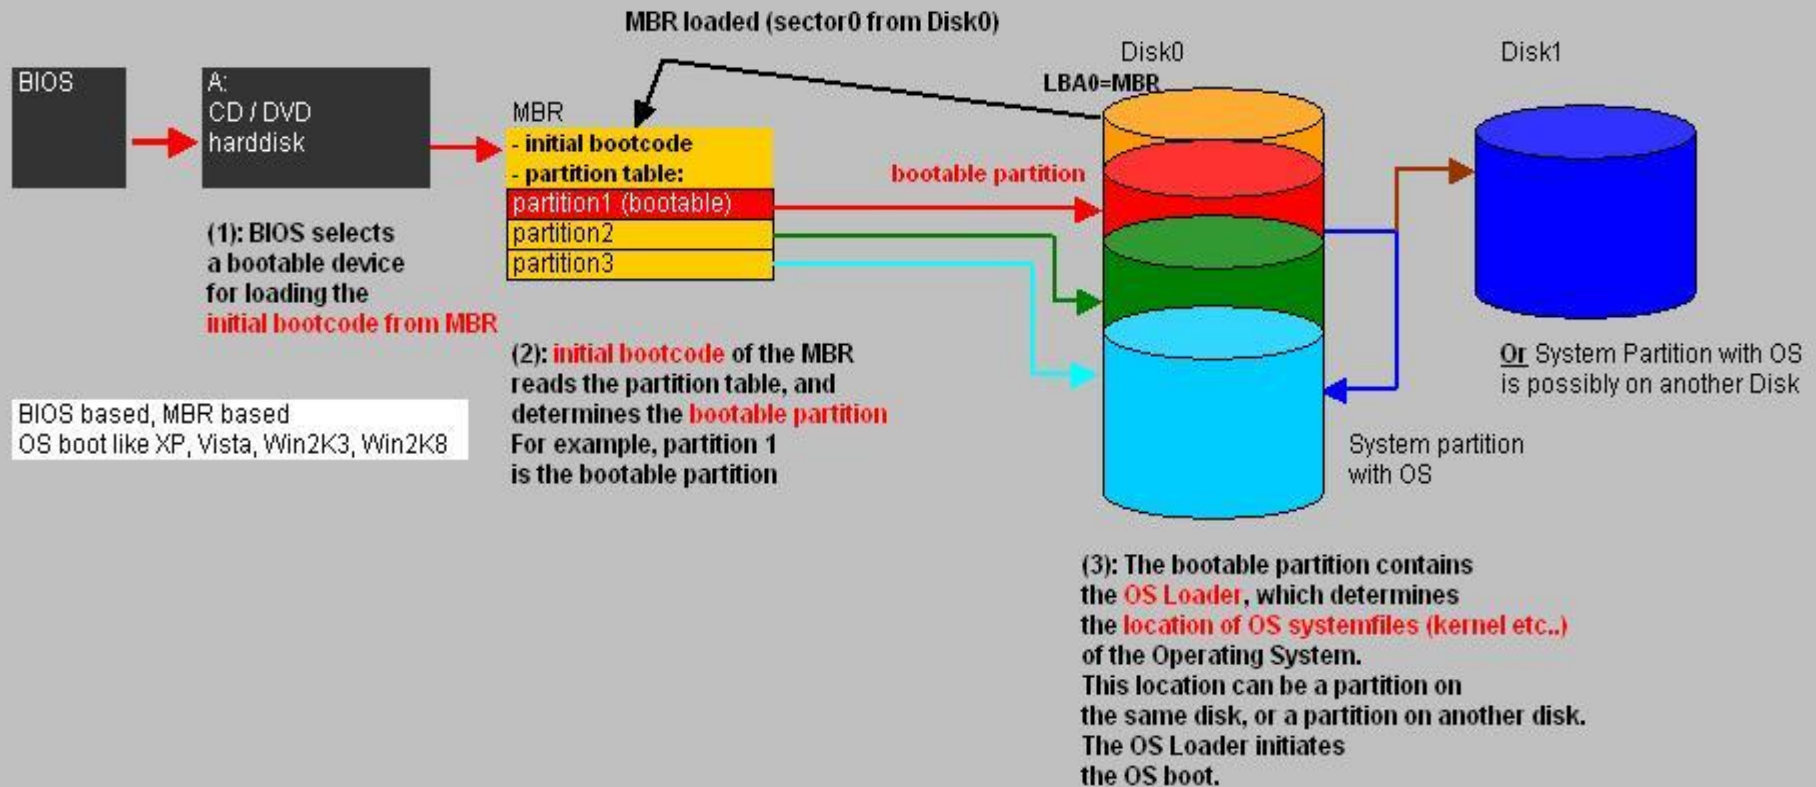 MBR loaded (sector0 from Disk0)
Disk0
Disk1
LBA0=MBR
BIOS
A:
CD / DVD
harddisk
MBR
- initial bootcode
- partition table:
partition1 (bootable)
partition2
partition3
bootable partition
(1): BIOS selects
a bootable device
for loading the
initial bootcode from MBR
(2): initial bootcode of the MBR
reads the partition table, and
determines the bootable partition
For example, partition 1
is the bootable partition
BIOS based, MBR based
OS boot like XP, Vista, Win2K3, Win2K8
Or System Partition with OS
is possibly on another Disk
System partition
with OS
(3): The bootable partition contains
the OS Loader, which determines
the location of OS systemfiles (kernel etc..)
of the Operating System.
This location can be a partition on
the same disk, or a partition on another disk.
The OS Loader initiates
the OS boot.